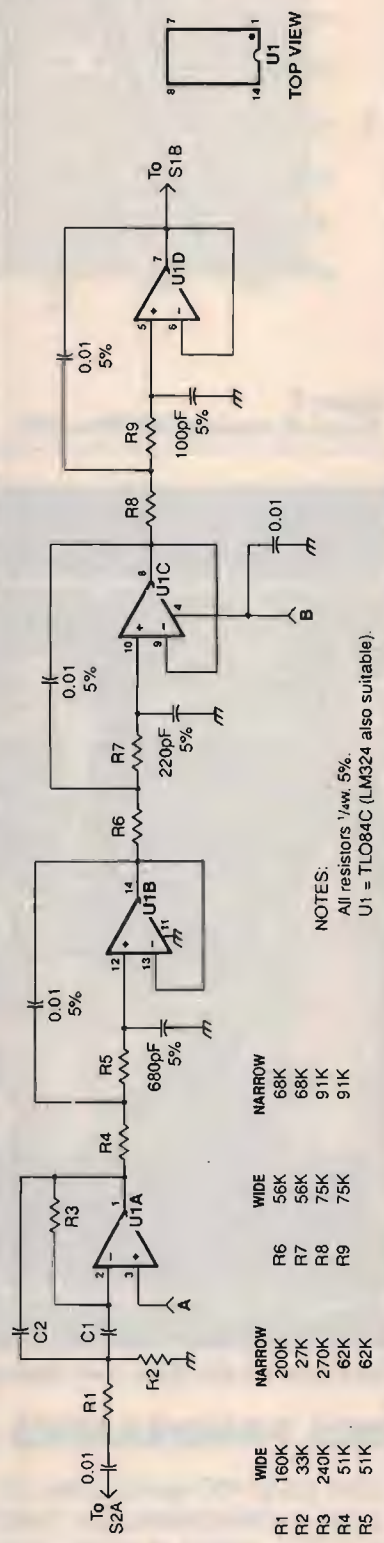 To
S2A
0.01
R1
R2
C1
C2
R3
2
3
1
U1A
A
R4
R5
680pF
5%
0.01
5%
12
13
14
11
U1B
R6
R7
220pF
5%
0.01
5%
10
9
8
4
U1C
B
0.01
R8
R9
100pF
5%
0.01
5%
5
6
7
U1D
To
S1B
8
7
14
1
U1
TOP VIEW
WIDE NARROW
R1 160K 200K
R2 33K 27K
R3 240K 270K
R4 51K 62K
R5 51K 62K
WIDE NARROW
R6 56K 68K
R7 56K 68K
R8 75K 91K
R9 75K 91K
NOTES:
All resistors 1/4w, 5%.
U1 = TLO84C (LM324 also suitable).